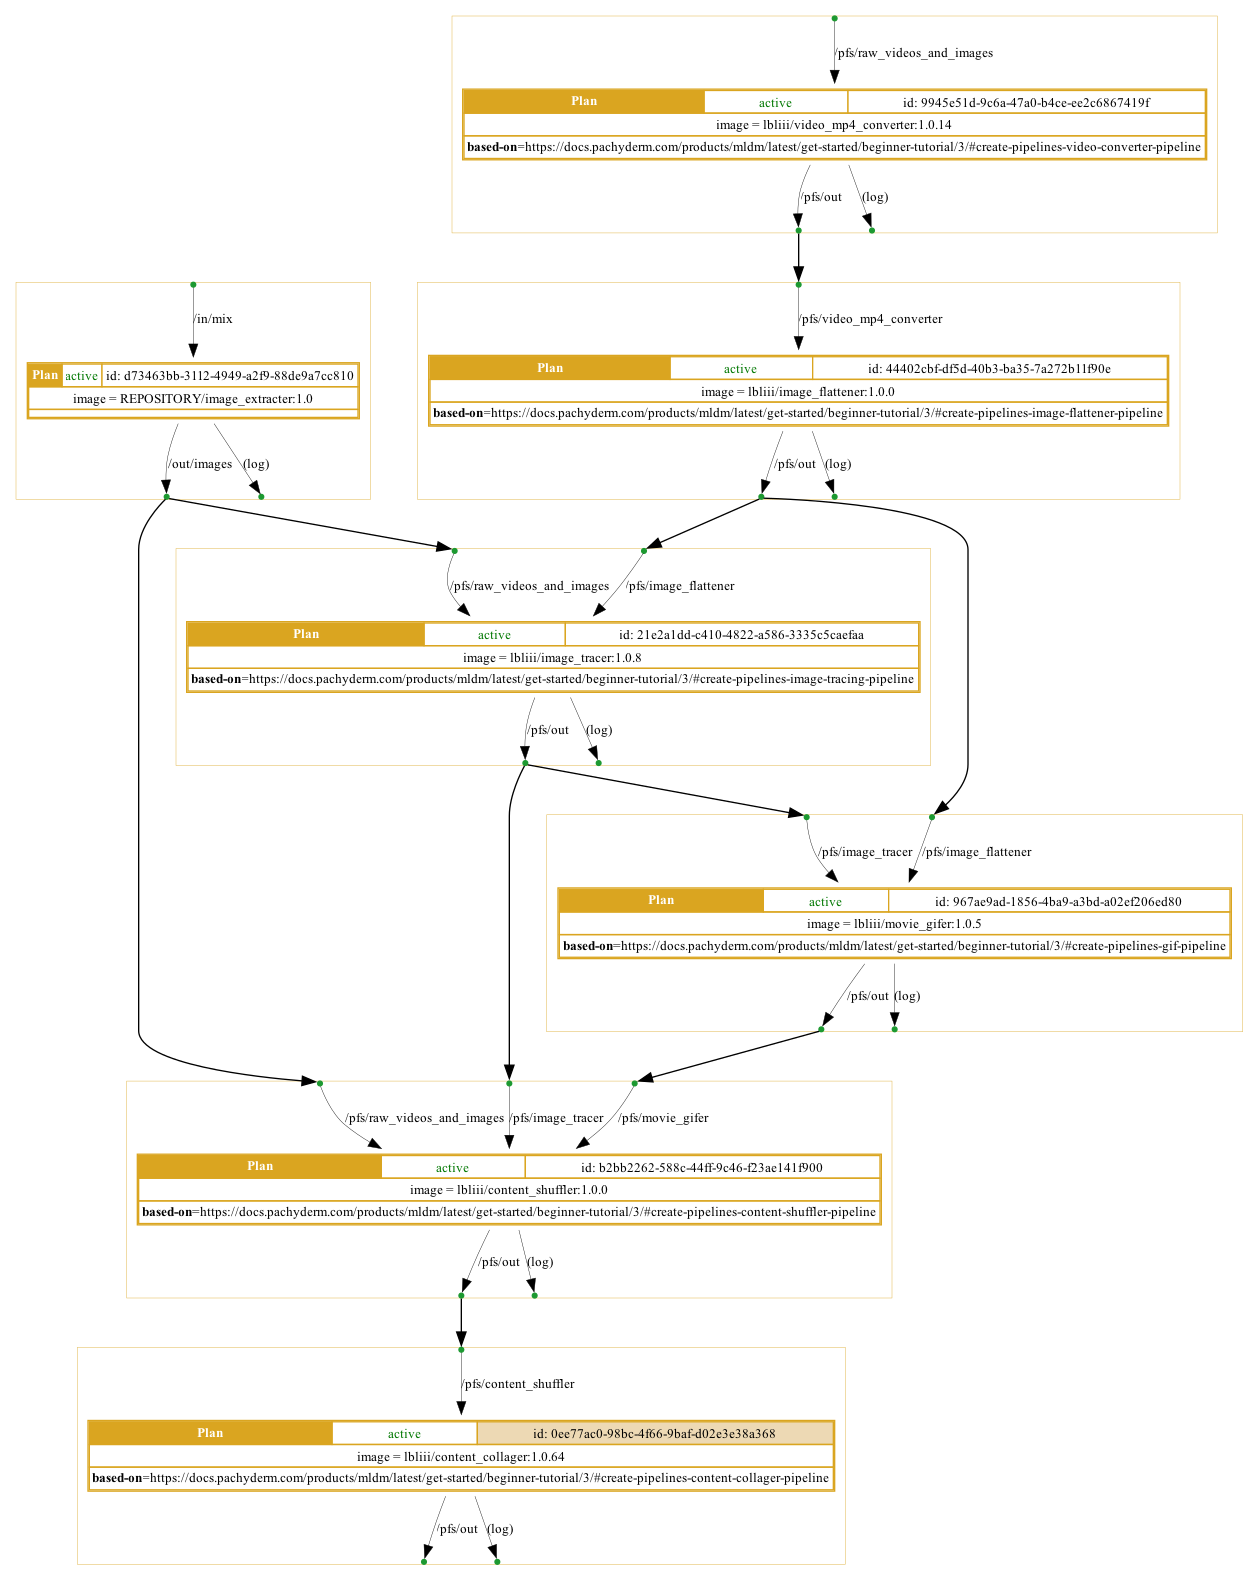 /pfs/raw_videos_and_images
Plan active id: 9945e51d-9c6a-47a0-b4ce-ee2c6867419f
image = lbliii/video_mp4_converter:1.0.14
based-on=https://docs.pachyderm.com/products/mldm/latest/get-started/beginner-tutorial/3/#create-pipelines-video-converter-pipeline
/pfs/out (log)
/in/mix
Plan active id: d73463bb-3112-4949-a2f9-88de9a7cc810
image = REPOSITORY/image_extracter:1.0
/out/images (log)
/pfs/video_mp4_converter
Plan active id: 44402cbf-df5d-40b3-ba35-7a272b11f90e
image = lbliii/image_flattener:1.0.0
based-on=https://docs.pachyderm.com/products/mldm/latest/get-started/beginner-tutorial/3/#create-pipelines-image-flattener-pipeline
/pfs/out (log)
/pfs/raw_videos_and_images /pfs/image_flattener
Plan active id: 21e2a1dd-c410-4822-a586-3335c5caefaa
image = lbliii/image_tracer:1.0.8
based-on=https://docs.pachyderm.com/products/mldm/latest/get-started/beginner-tutorial/3/#create-pipelines-image-tracing-pipeline
/pfs/out (log)
/pfs/image_tracer /pfs/image_flattener
Plan active id: 967ae9ad-1856-4ba9-a3bd-a02ef206ed80
image = lbliii/movie_gifer:1.0.5
based-on=https://docs.pachyderm.com/products/mldm/latest/get-started/beginner-tutorial/3/#create-pipelines-gif-pipeline
/pfs/out (log)
/pfs/raw_videos_and_images /pfs/image_tracer /pfs/movie_gifer
Plan active id: b2bb2262-588c-44ff-9c46-f23ae141f900
image = lbliii/content_shuffler:1.0.0
based-on=https://docs.pachyderm.com/products/mldm/latest/get-started/beginner-tutorial/3/#create-pipelines-content-shuffler-pipeline
/pfs/out (log)
/pfs/content_shuffler
Plan active id: 0ee77ac0-98bc-4f66-9baf-d02e3e38a368
image = lbliii/content_collager:1.0.64
based-on=https://docs.pachyderm.com/products/mldm/latest/get-started/beginner-tutorial/3/#create-pipelines-content-collager-pipeline
/pfs/out (log)